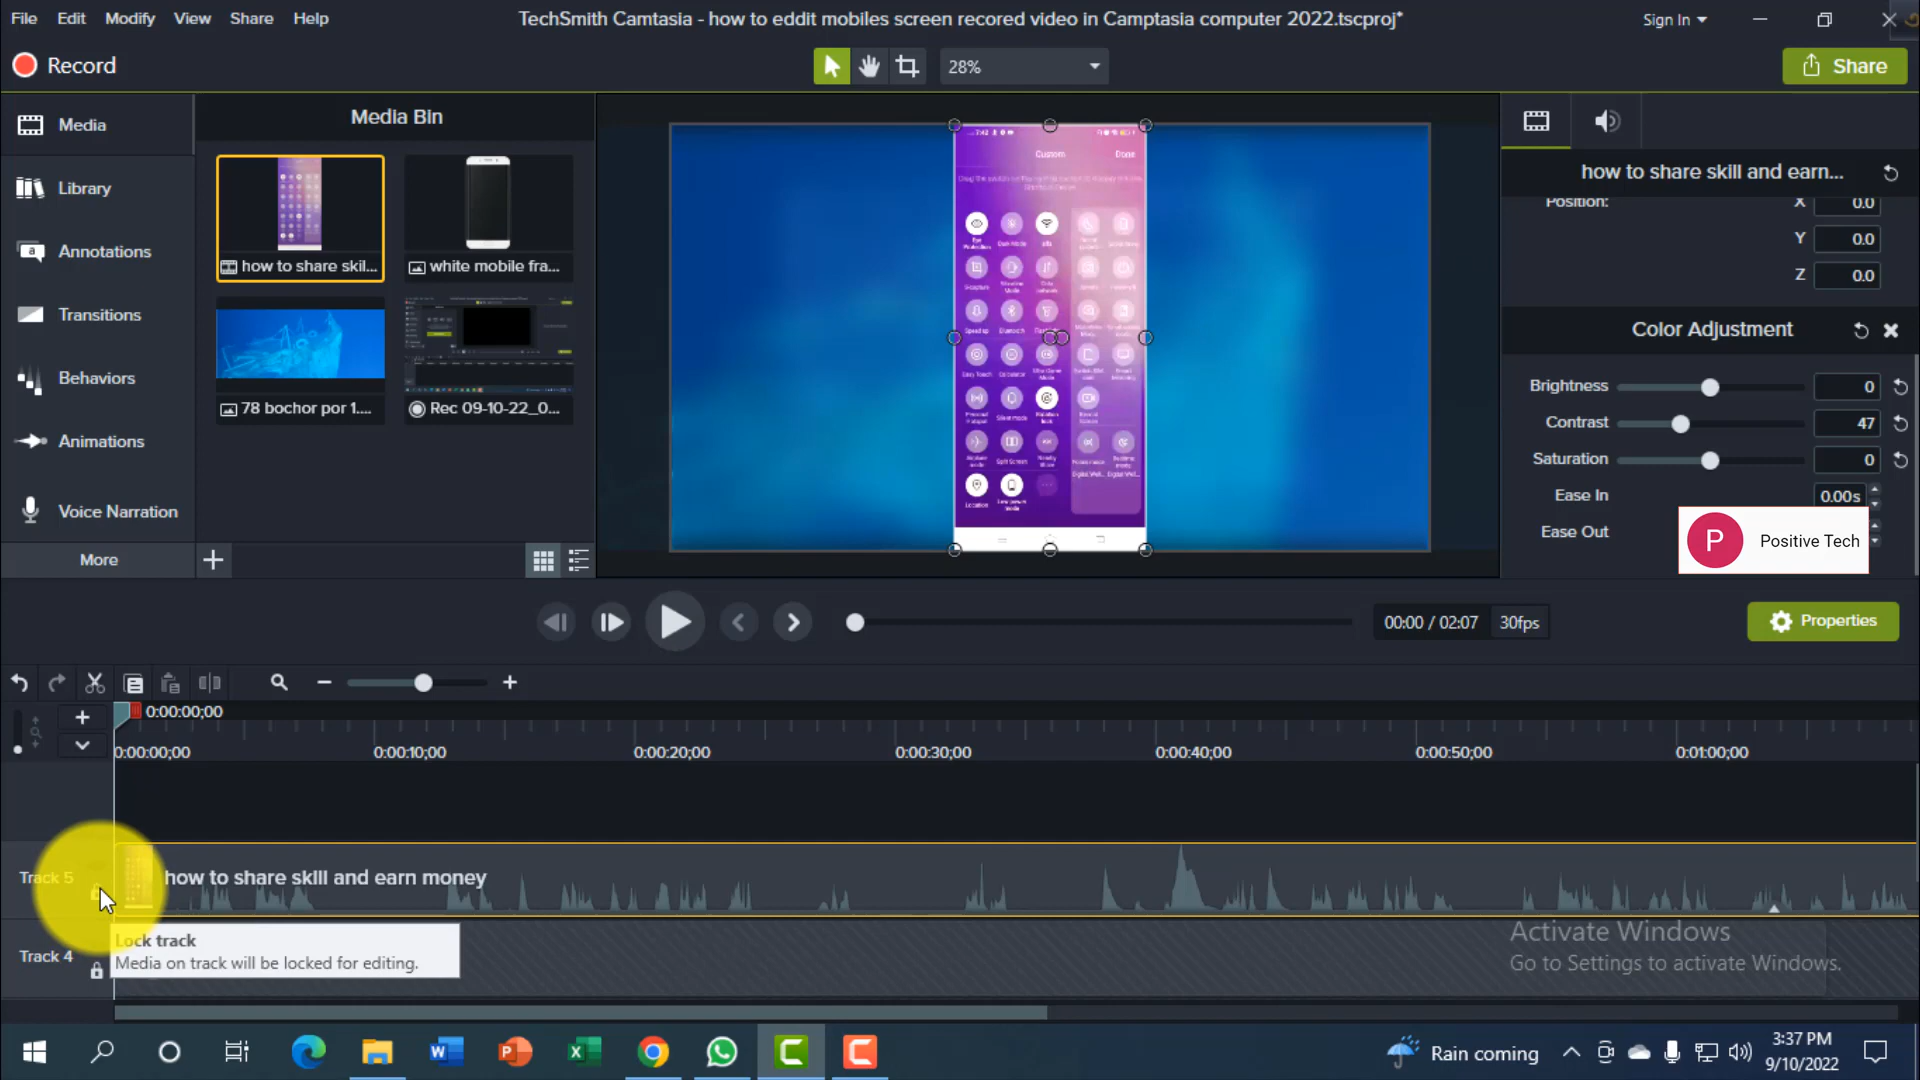 File Edit Modify View Share Help
TechSmith Camtasia - how to eddit mobiles screen recored video in Camptasia computer 2022.tscproj*
Sign In
Record
28%
Share
Media
Library
Annotations
Transitions
Behaviors
Animations
Voice Narration
More
Media Bin
how to share skil...
white mobile fra...
78 bochor por 1....
Rec 09-10-22_0...
Custom
Done
how to share skill and earn...
Position:
X 0.0
Y 0.0
Z 0.0
Color Adjustment
Brightness 0
Contrast 47
Saturation 0
Ease In 0.00s
Ease Out
P Positive Tech
00:00 / 02:07 30fps
Properties
0:00:00;00
0:00:00;00 0:00:10;00 0:00:20;00 0:00:30;00 0:00:40;00 0:00:50;00 0:01:00;00
Track 5
how to share skill and earn money
Track 4
Lock track
Media on track will be locked for editing.
Activate Windows
Go to Settings to activate Windows.
Rain coming
3:37 PM
9/10/2022